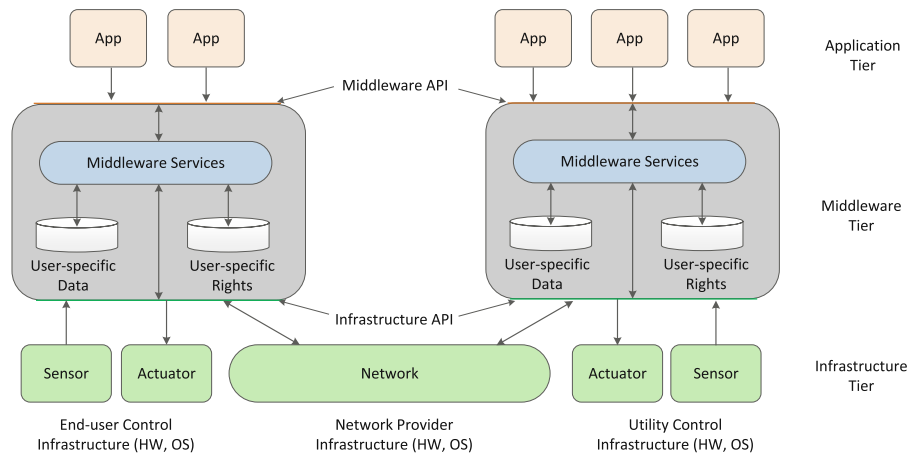 App
App
App
App
App
Application
Tier
Middleware API
Middleware Services
Middleware Services
Middleware
Tier
User-specific
Data
User-specific
Rights
User-specific
Data
User-specific
Rights
Infrastructure API
Sensor
Actuator
Network
Actuator
Sensor
Infrastructure
Tier
End-user Control
Infrastructure (HW, OS)
Network Provider
Infrastructure (HW, OS)
Utility Control
Infrastructure (HW, OS)